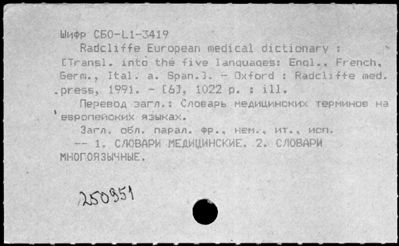 Шифр СБО-L1-3419
Radcliffe European medical dictionary :
[Transl. into the five languages: Engl., French,
Germ., Ital. a. Span.]. - Oxford : Radcliffe med.
press, 1991. - [6], 1022 p. : ill.
Перевод загл.: Словарь медицинских терминов на
европейских языках.
Загл. обл. парал. фр., нем., ит., исп.
-- 1. СЛОВАРИ МЕДИЦИНСКИЕ. 2. СЛОВАРИ
МНОГОЯЗЫЧНЫЕ.
250951